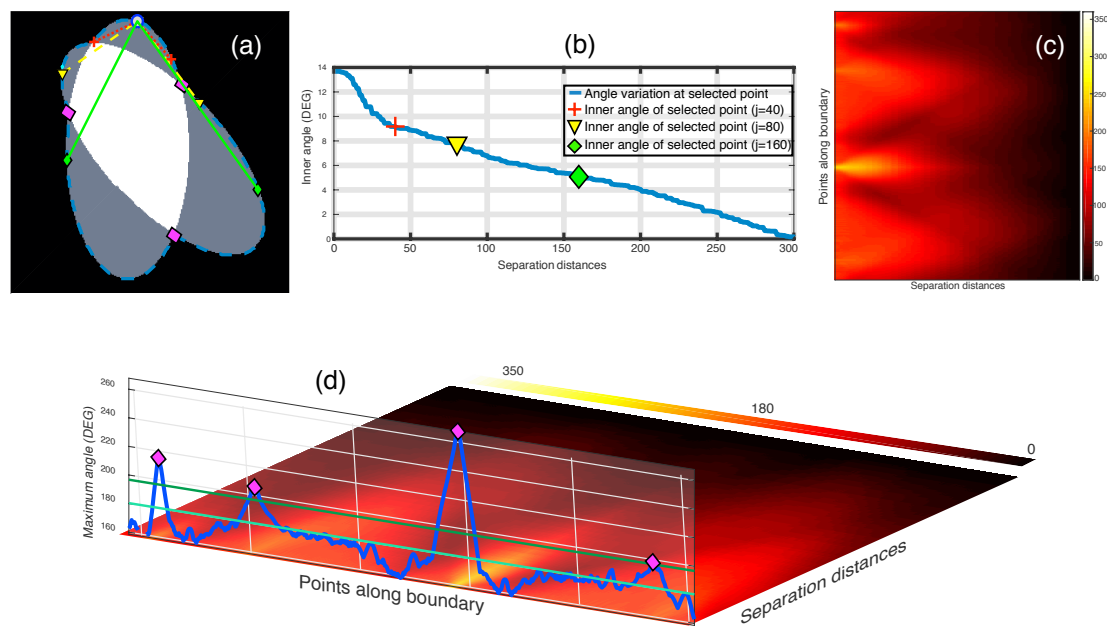 (a)
(b)
Inner angle (DEG)
14
12
10
8
6
4
2
0
0
50
100
150
200
250
300
Separation distances
Angle variation at selected point
Inner angle of selected point (j=40)
Inner angle of selected point (j=80)
Inner angle of selected point (j=160)
(c)
Points along boundary
Separation distances
350
300
250
200
150
100
50
0
(d)
Maximum angle (DEG)
260
240
220
200
180
160
Points along boundary
350
180
0
Separation distances